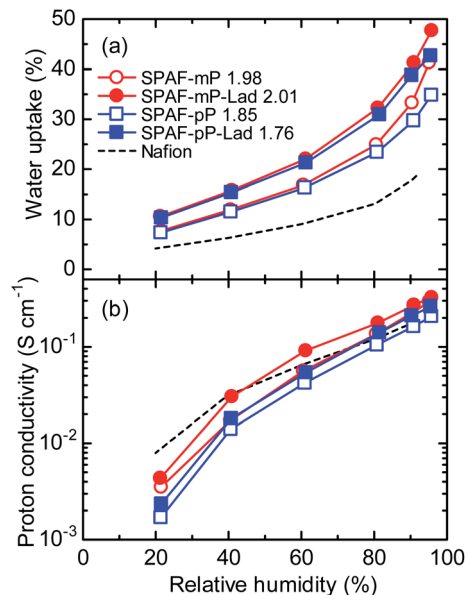 50
(a)
40
SPAF-mP 1.98
SPAF-mP-Lad 2.01
30
SPAF-pP 1.85
SPAF-pP-Lad 1.76
20
Nafion
10
0
Water uptake (%)
(b)
10⁻¹
10⁻²
10⁻³
Proton conductivity (S cm⁻¹)
0 20 40 60 80 100
Relative humidity (%)